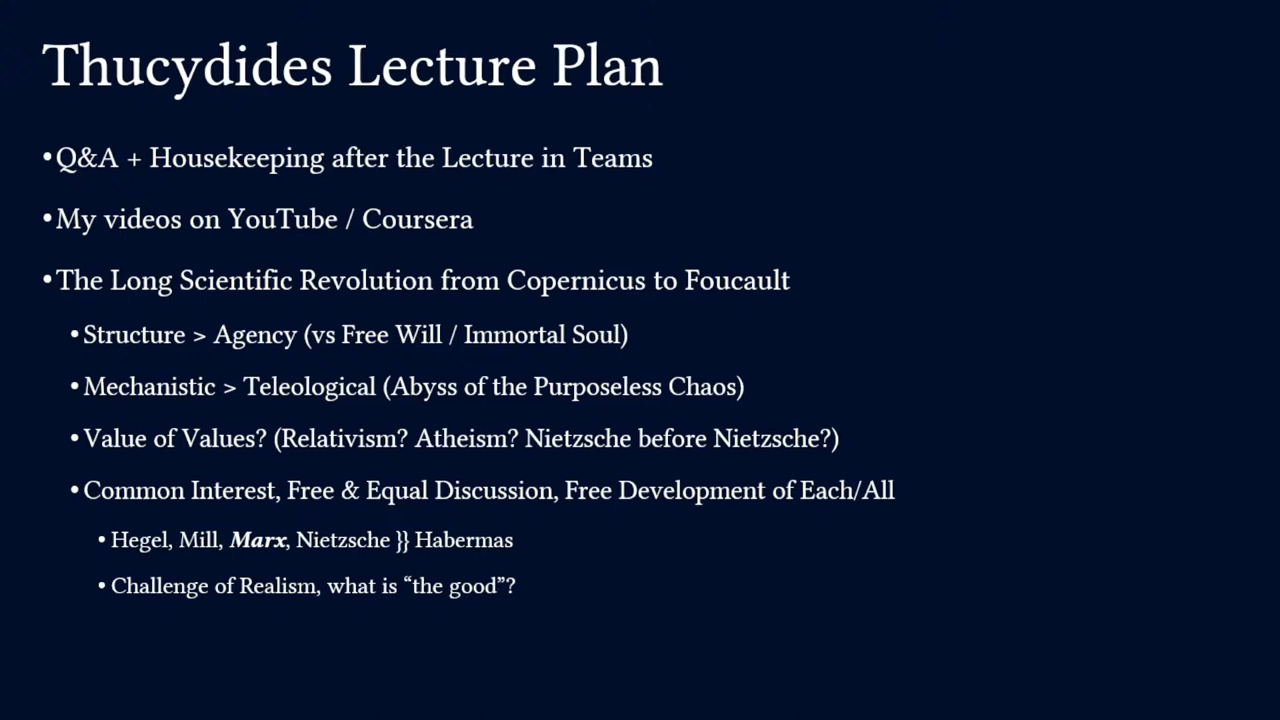 Thucydides Lecture Plan
•Q&A + Housekeeping after the Lecture in Teams
•My videos on YouTube / Coursera
•The Long Scientific Revolution from Copernicus to Foucault
•Structure > Agency (vs Free Will / Immortal Soul)
•Mechanistic > Teleological (Abyss of the Purposeless Chaos)
•Value of Values? (Relativism? Atheism? Nietzsche before Nietzsche?)
•Common Interest, Free & Equal Discussion, Free Development of Each/All
•Hegel, Mill, Marx, Nietzsche }} Habermas
•Challenge of Realism, what is “the good”?